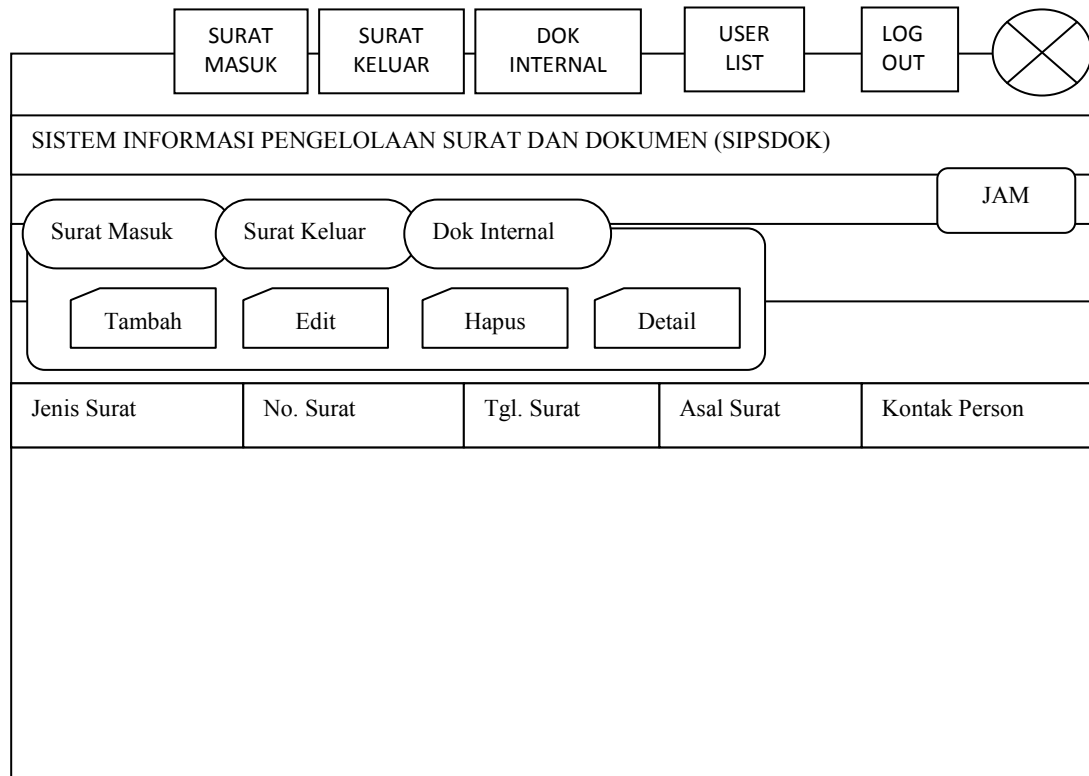 SURAT
MASUK
SURAT
KELUAR
DOK
INTERNAL
USER
LIST
LOG
OUT
SISTEM INFORMASI PENGELOLAAN SURAT DAN DOKUMEN (SIPSDOK)
JAM
Surat Masuk
Surat Keluar
Dok Internal
Tambah
Edit
Hapus
Detail
Jenis Surat
No. Surat
Tgl. Surat
Asal Surat
Kontak Person